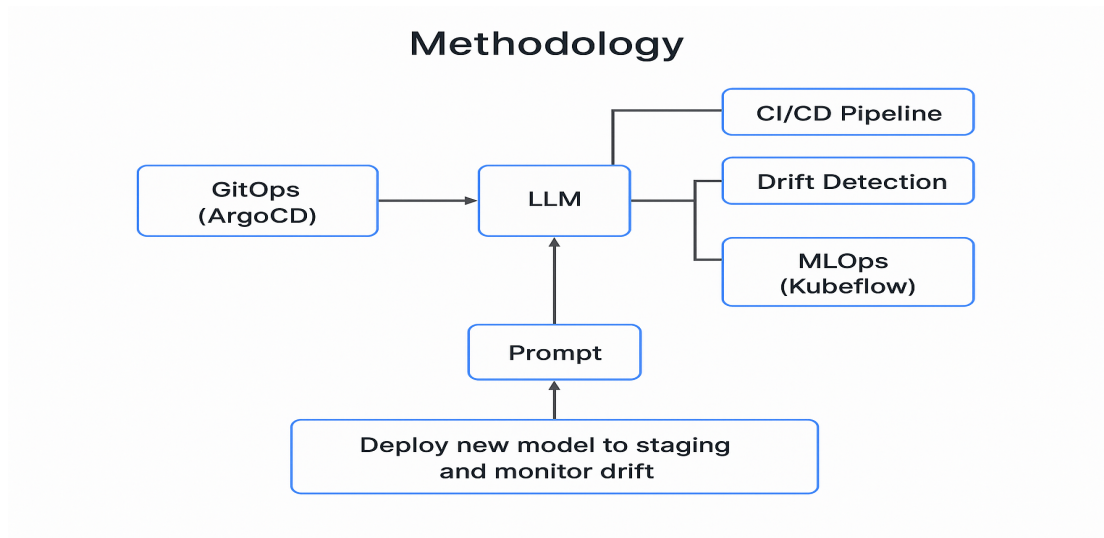 Methodology
CI/CD Pipeline
GitOps
(ArgoCD)
LLM
Drift Detection
MLOps
(Kubeflow)
Prompt
Deploy new model to staging
and monitor drift